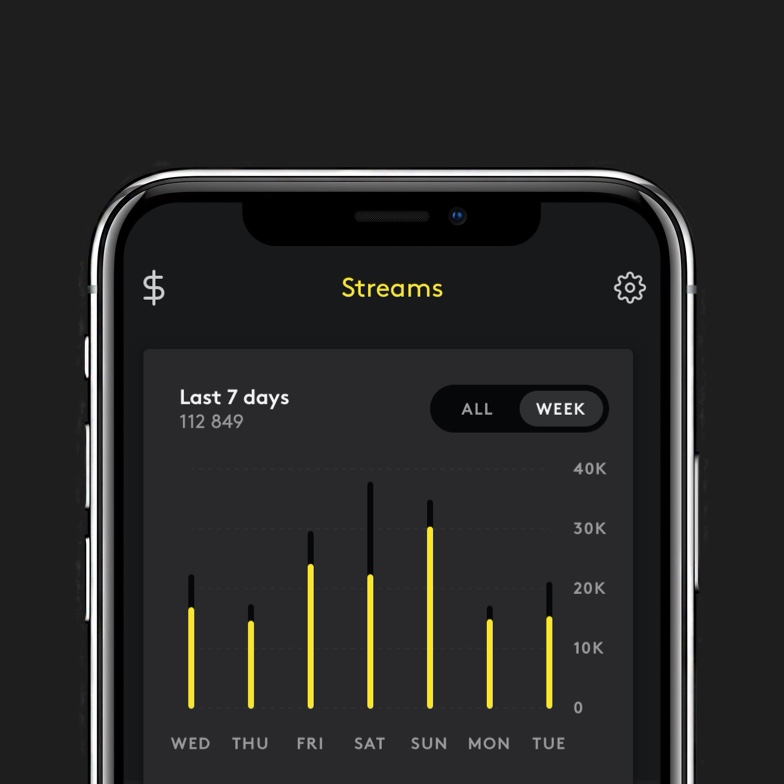 $ Streams
Last 7 days
112 849
ALL WEEK
40K
30K
20K
10K
0
WED THU FRI SAT SUN MON TUE